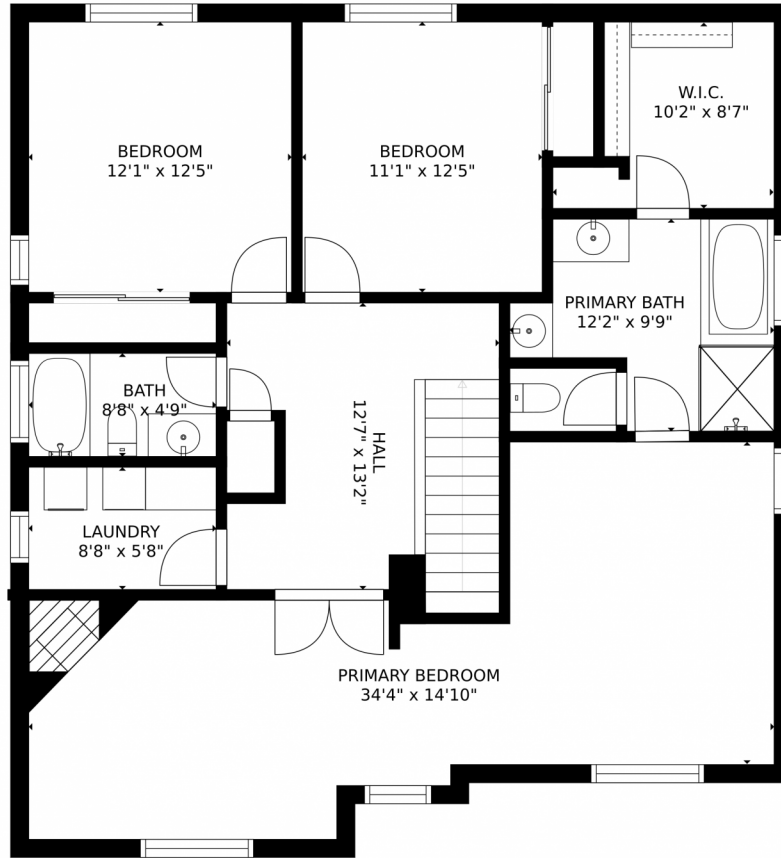 BEDROOM
12'1" x 12'5"
BEDROOM
11'1" x 12'5"
W.I.C.
10'2" x 8'7"
PRIMARY BATH
12'2" x 9'9"
BATH
8'8" x 4'9"
HALL
12'7" x 13'2"
LAUNDRY
8'8" x 5'8"
PRIMARY BEDROOM
34'4" x 14'10"